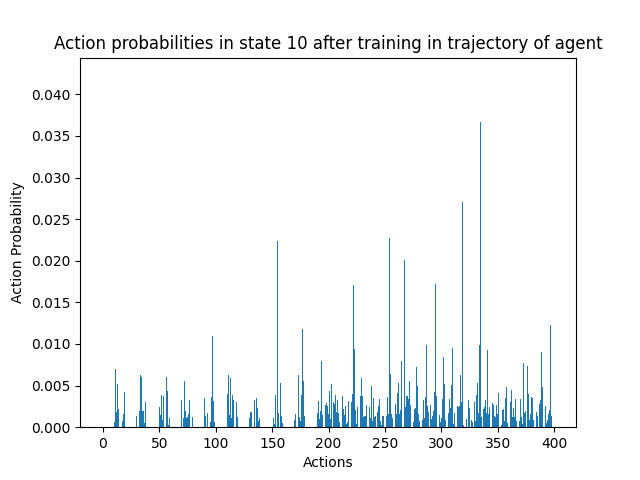 Action probabilities in state 10 after training in trajectory of agent
0.040
0.035
0.030
0.025
0.020
0.015
0.010
0.005
0.000
Action Probability
0 50 100 150 200 250 300 350 400
Actions